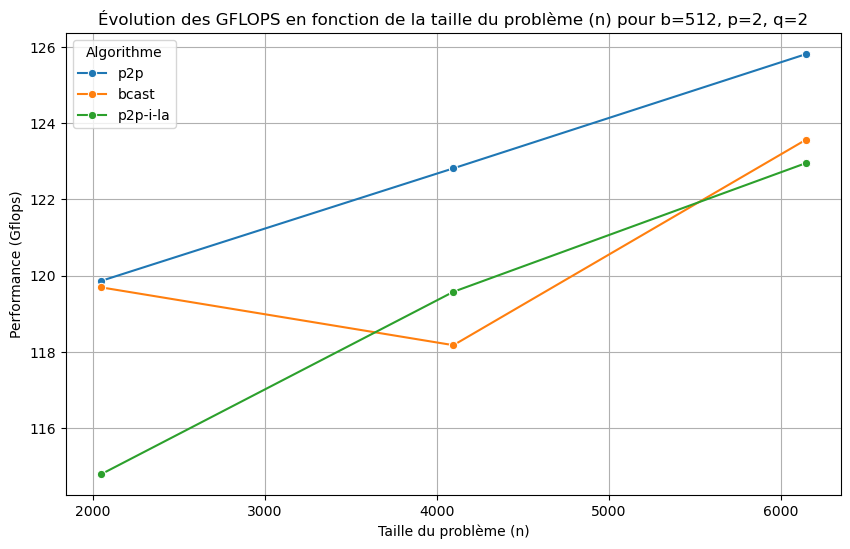 Évolution des GFLOPS en fonction de la taille du problème (n) pour b=512, p=2, q=2
Algorithme
p2p
bcast
p2p-i-la
Performance (Gflops)
126
124
122
120
118
116
2000
3000
4000
5000
6000
Taille du problème (n)